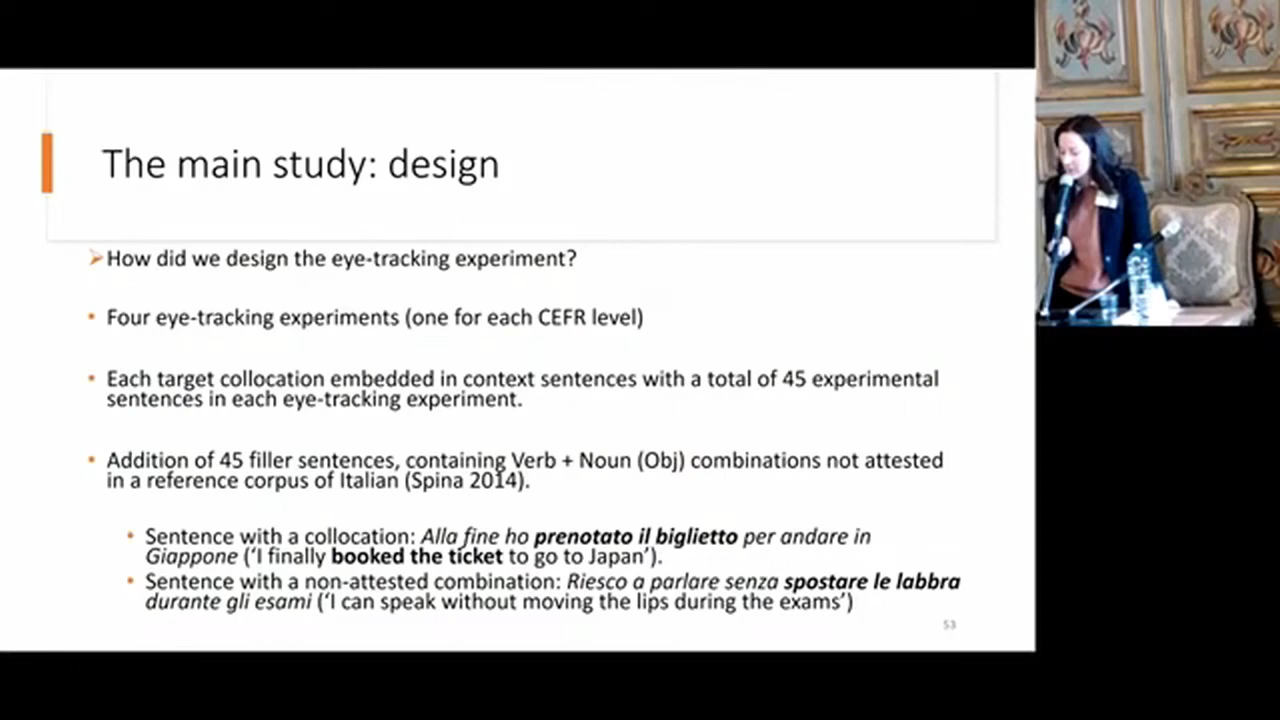 The main study: design
➢How did we design the eye-tracking experiment?
• Four eye-tracking experiments (one for each CEFR level)
• Each target collocation embedded in context sentences with a total of 45 experimental
sentences in each eye-tracking experiment.
• Addition of 45 filler sentences, containing Verb + Noun (Obj) combinations not attested
in a reference corpus of Italian (Spina 2014).
• Sentence with a collocation: Alla fine ho prenotato il biglietto per andare in
Giappone (‘I finally booked the ticket to go to Japan’).
• Sentence with a non-attested combination: Riesco a parlare senza spostare le labbra
durante gli esami (‘I can speak without moving the lips during the exams’)
53